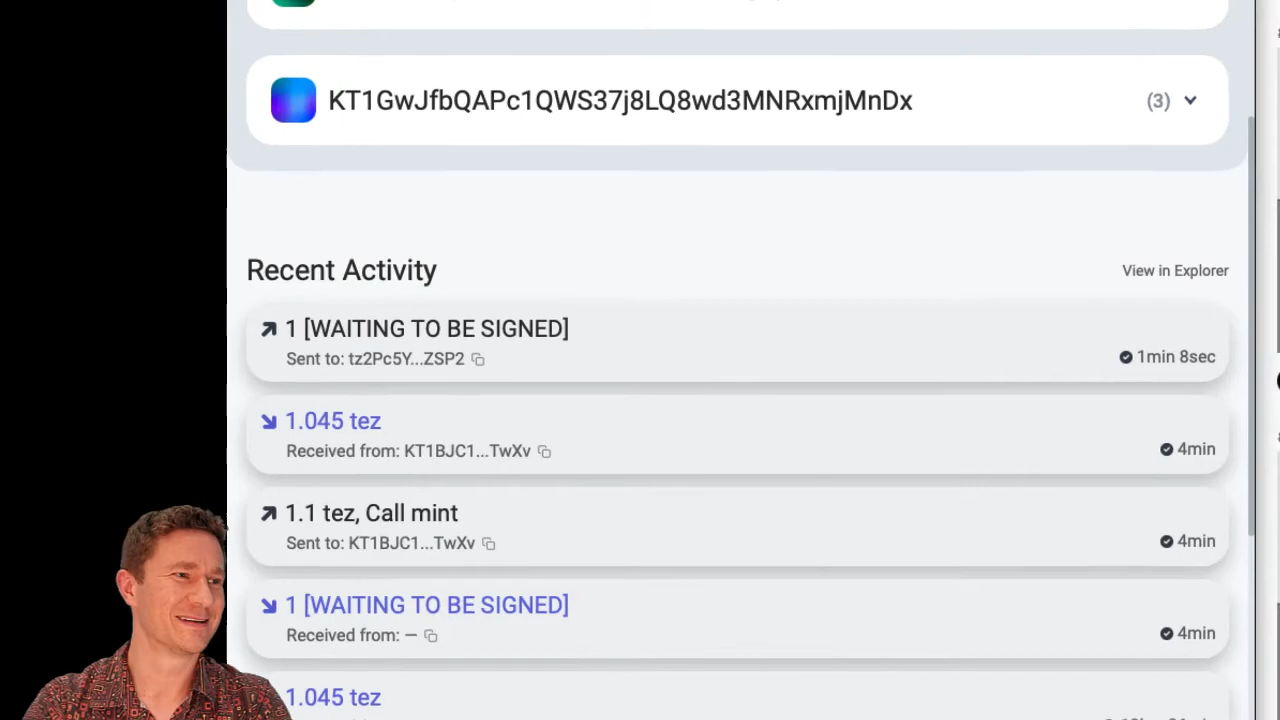 KT1GwJfbQAPc1QWS37j8LQ8wd3MNRxmjMnDx (3)
Recent Activity
View in Explorer
1 [WAITING TO BE SIGNED]
Sent to: tz2Pc5Y...ZSP2
1min 8sec
1.045 tez
Received from: KT1BJC1...TwXv
4min
1.1 tez, Call mint
Sent to: KT1BJC1...TwXv
4min
1 [WAITING TO BE SIGNED]
Received from: —
4min
1.045 tez